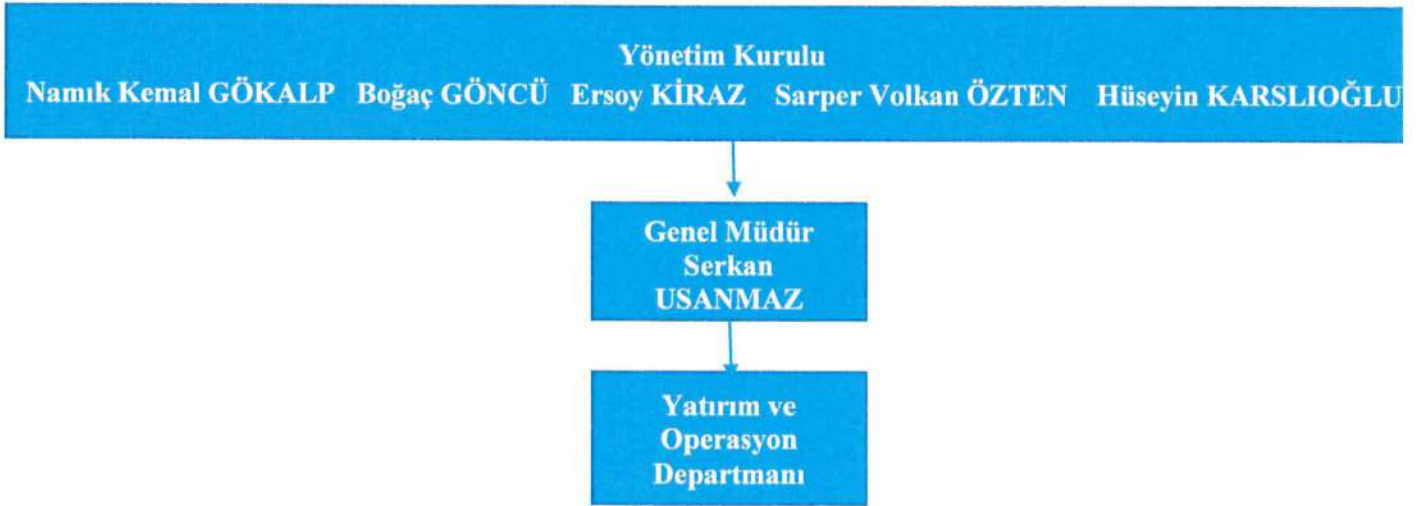 Yönetim Kurulu
Namık Kemal GÖKALP Boğaç GÖNCÜ Ersoy KİRAZ Sarper Volkan ÖZTEN Hüseyin KARSLIOĞLU
Genel Müdür
Serkan
USANMAZ
Yatırım ve
Operasyon
Departmanı